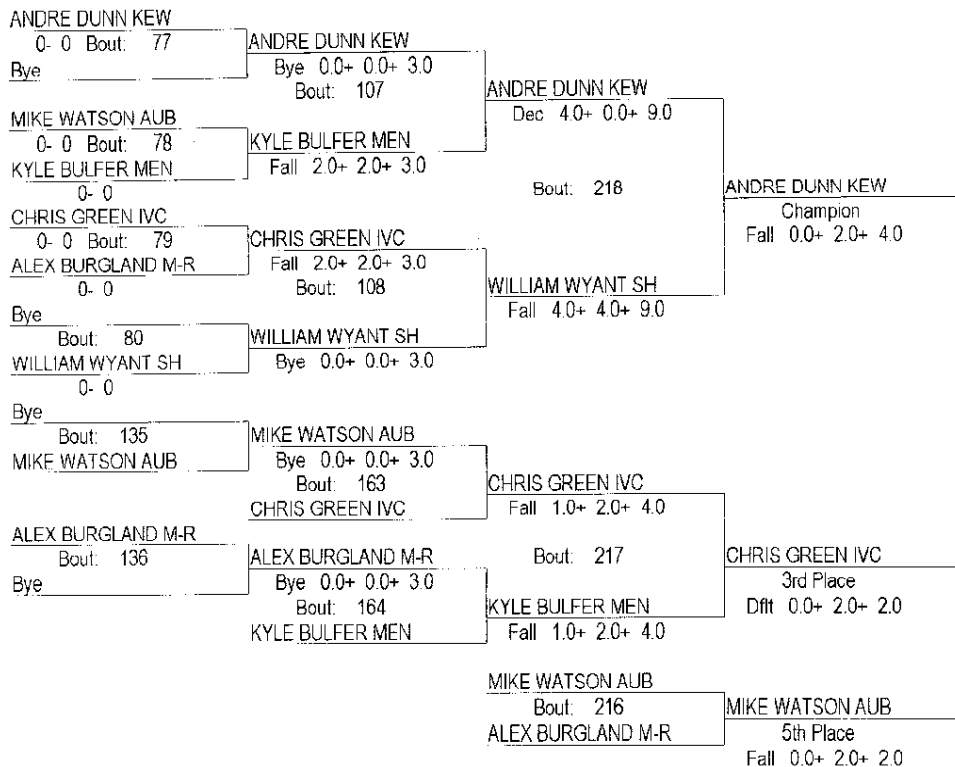 ANDRE DUNN KEW
0- 0 Bout: 77
Bye
ANDRE DUNN KEW
Bye 0.0+ 0.0+ 3.0
Bout: 107
MIKE WATSON AUB
0- 0 Bout: 78
KYLE BULFER MEN
0- 0
KYLE BULFER MEN
Fall 2.0+ 2.0+ 3.0
ANDRE DUNN KEW
Dec 4.0+ 0.0+ 9.0
Bout: 218
CHRIS GREEN IVC
0- 0 Bout: 79
ALEX BURGLAND M-R
0- 0
CHRIS GREEN IVC
Fall 2.0+ 2.0+ 3.0
Bout: 108
Bye
Bout: 80
WILLIAM WYANT SH
0- 0
WILLIAM WYANT SH
Bye 0.0+ 0.0+ 3.0
WILLIAM WYANT SH
Fall 4.0+ 4.0+ 9.0
ANDRE DUNN KEW
Champion
Fall 0.0+ 2.0+ 4.0
Bye
Bout: 135
MIKE WATSON AUB
MIKE WATSON AUB
Bye 0.0+ 0.0+ 3.0
Bout: 163
CHRIS GREEN IVC
CHRIS GREEN IVC
Fall 1.0+ 2.0+ 4.0
Bout: 217
ALEX BURGLAND M-R
Bout: 136
Bye
ALEX BURGLAND M-R
Bye 0.0+ 0.0+ 3.0
Bout: 164
KYLE BULFER MEN
KYLE BULFER MEN
Fall 1.0+ 2.0+ 4.0
CHRIS GREEN IVC
3rd Place
Dflt 0.0+ 2.0+ 2.0
MIKE WATSON AUB
Bout: 216
ALEX BURGLAND M-R
MIKE WATSON AUB
5th Place
Fall 0.0+ 2.0+ 2.0